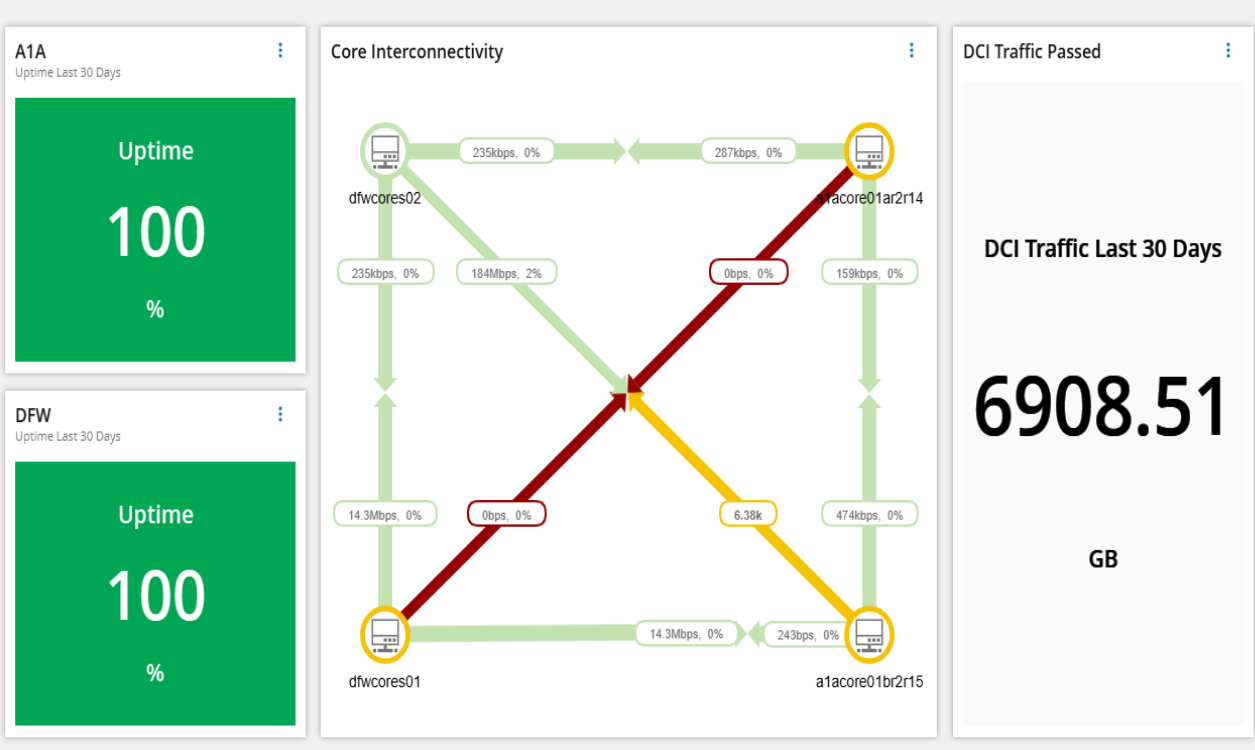 A1A
Uptime Last 30 Days
Uptime
100
%
DFW
Uptime Last 30 Days
Uptime
100
%
Core Interconnectivity
235kbps, 0%
287kbps, 0%
dfwcores02
a1acore01ar2r14
235kbps, 0%
184Mbps, 2%
0bps, 0%
159kbps, 0%
14.3Mbps, 0%
0bps, 0%
6.38k
474kbps, 0%
14.3Mbps, 0%
243bps, 0%
dfwcores01
a1acore01br2r15
DCI Traffic Passed
DCI Traffic Last 30 Days
6908.51
GB